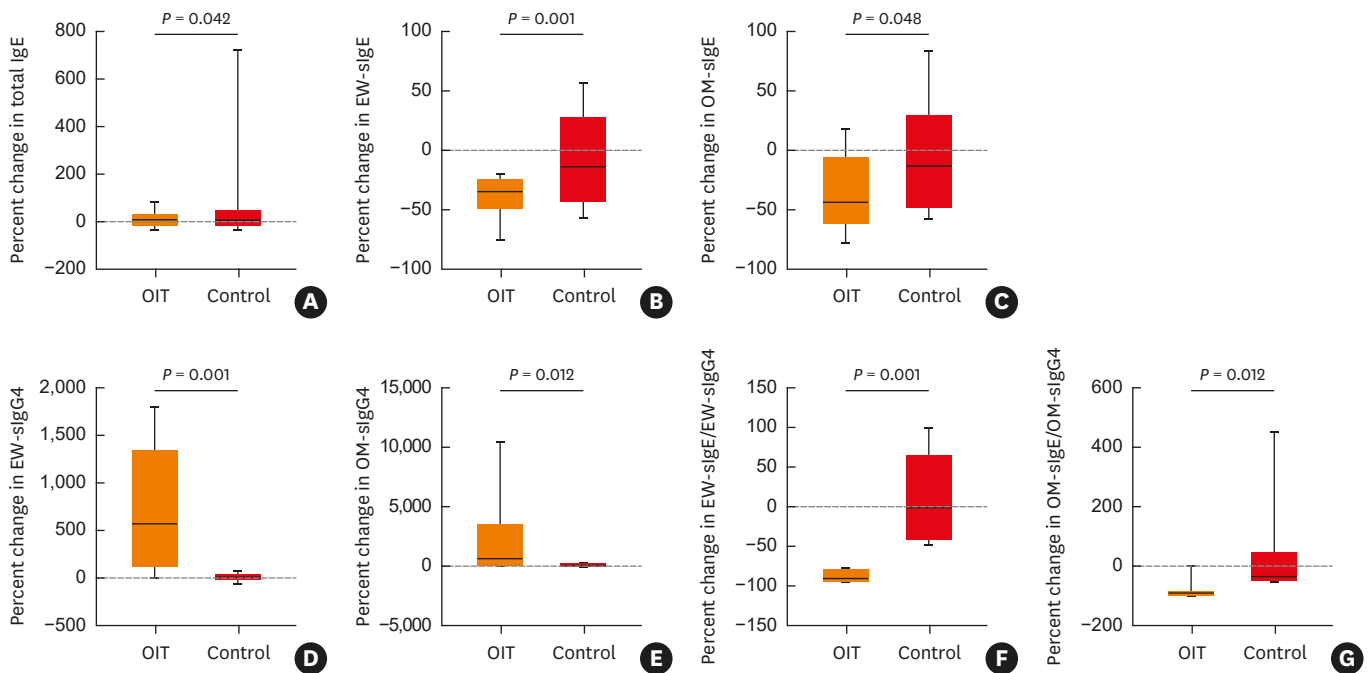 P = 0.042
Percent change in total IgE
800
600
400
200
0
−200
OIT
Control
A
P = 0.001
Percent change in EW-sIgE
100
50
0
−50
−100
OIT
Control
B
P = 0.048
Percent change in OM-sIgE
100
50
0
−50
−100
OIT
Control
C
P = 0.001
Percent change in EW-sIgG4
2,000
1,500
1,000
500
0
−500
OIT
Control
D
P = 0.012
Percent change in OM-sIgG4
15,000
10,000
5,000
0
−5,000
OIT
Control
E
P = 0.001
Percent change in EW-sIgE/EW-sIgG4
150
100
50
0
−50
−100
−150
OIT
Control
F
P = 0.012
Percent change in OM-sIgE/OM-sIgG4
600
400
200
0
−200
OIT
Control
G